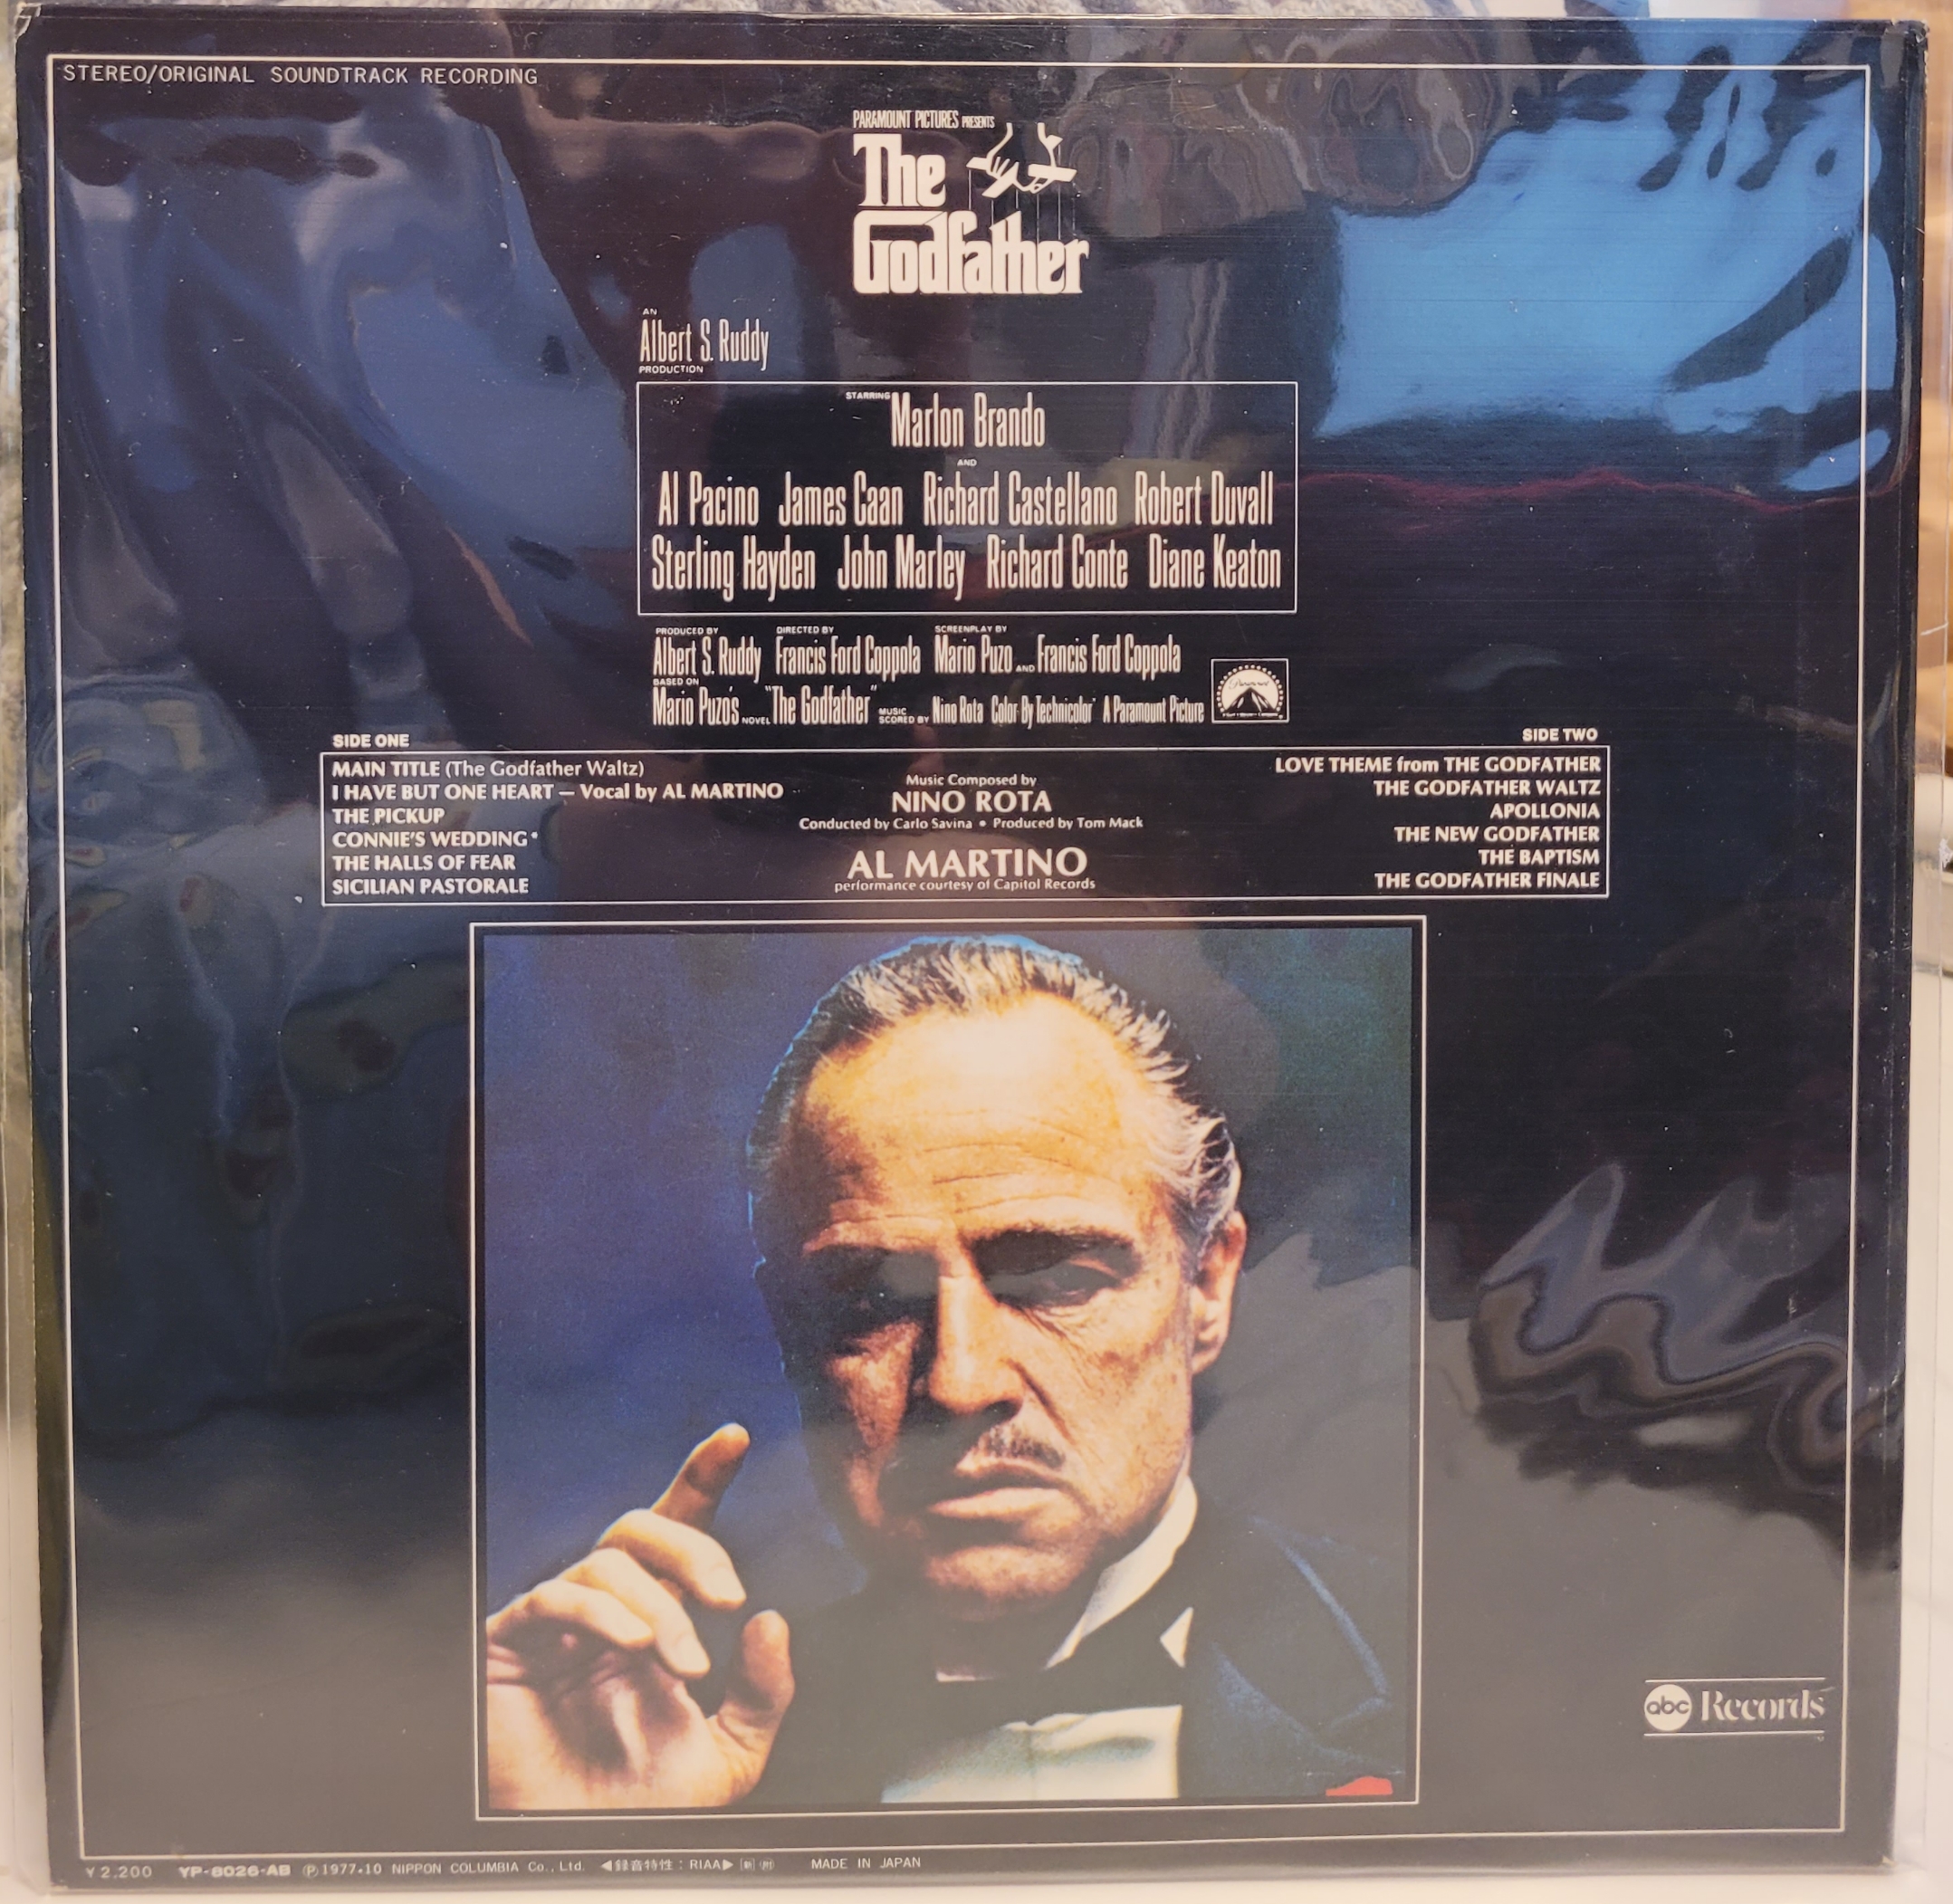 STEREO/ORIGINAL SOUNDTRACK RECORDING
PARAMOUNT PICTURES PRESENTS
The
Godfather
AN
Albert S. Ruddy
PRODUCTION
STARRING Marlon Brando
AND
Al Pacino James Caan Richard Castellano Robert Duvall
Sterling Hayden John Marley Richard Conte Diane Keaton
PRODUCED BY DIRECTED BY SCREENPLAY BY
Albert S. Ruddy Francis Ford Coppola Mario Puzo AND Francis Ford Coppola
BASED ON
Mario Puzo's NOVEL "The Godfather" MUSIC SCORED BY Nino Rota Color By Technicolor® A Paramount Picture
Paramount
SIDE ONE
MAIN TITLE (The Godfather Waltz)
I HAVE BUT ONE HEART — Vocal by AL MARTINO
THE PICKUP
CONNIE'S WEDDING*
THE HALLS OF FEAR
SICILIAN PASTORALE
Music Composed by
NINO ROTA
Conducted by Carlo Savina • Produced by Tom Mack
AL MARTINO
performance courtesy of Capitol Records
SIDE TWO
LOVE THEME from THE GODFATHER
THE GODFATHER WALTZ
APOLLONIA
THE NEW GODFATHER
THE BAPTISM
THE GODFATHER FINALE
abc Records
¥2,200 YP-8026-AB Ⓟ1977•10 NIPPON COLUMBIA Co., Ltd. ◀録音特性：RIAA▶ MADE IN JAPAN